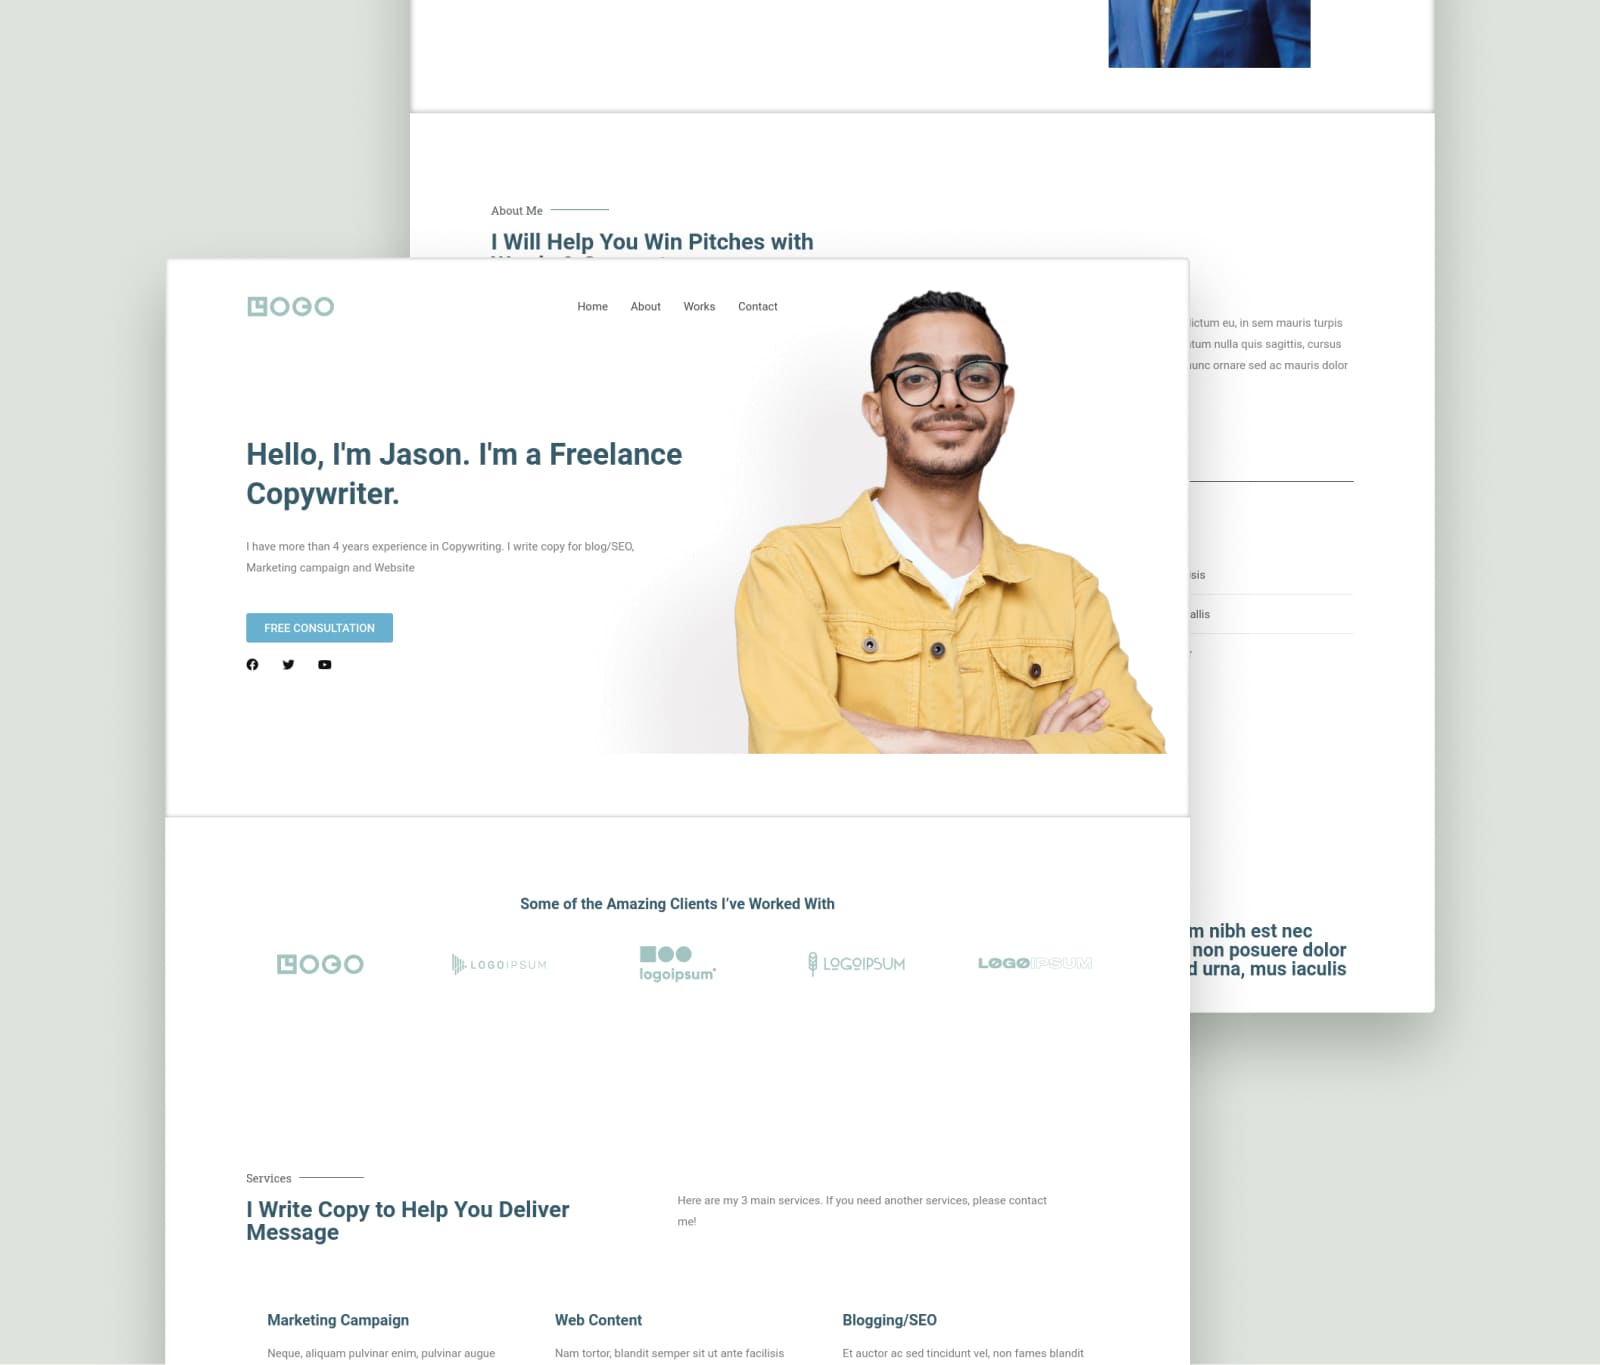 About Me
I Will Help You Win Pitches with
LOGO
Home About Works Contact
Hello, I'm Jason. I'm a Freelance
Copywriter.
I have more than 4 years experience in Copywriting. I write copy for blog/SEO,
Marketing campaign and Website
FREE CONSULTATION
Some of the Amazing Clients I've Worked With
LOGO LOGOIPSUM logoipsum LOGOIPSUM LOGOIPSUM
Services
I Write Copy to Help You Deliver
Message
Here are my 3 main services. If you need another services, please contact
me!
Marketing Campaign
Neque, aliquam pulvinar enim, pulvinar augue
Web Content
Nam tortor, blandit semper sit ut ante facilisis
Blogging/SEO
Et auctor ac sed tincidunt vel, non fames blandit
eu, in sem mauris turpis
nulla quis sagittis, cursus
ornare sed ac mauris dolor
nibh est nec
non posuere dolor
urna, mus iaculis